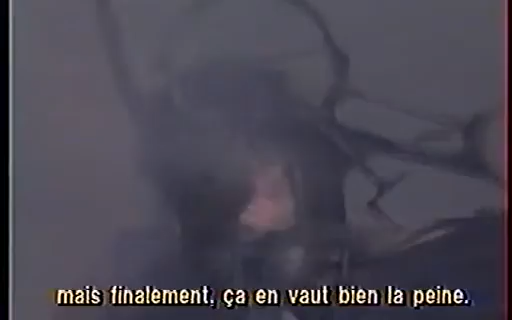 mais finalement, ça en vaut bien la peine.